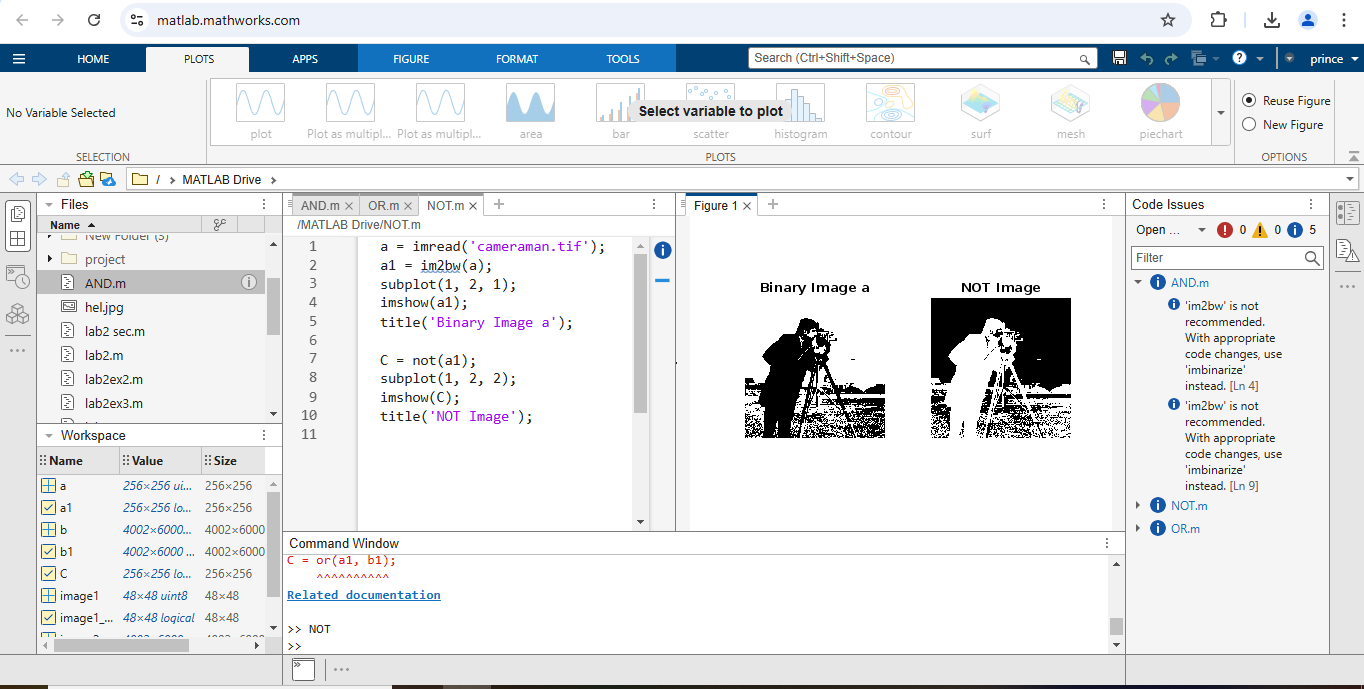 matlab.mathworks.com
HOME PLOTS APPS FIGURE FORMAT TOOLS Search (Ctrl+Shift+Space) ? prince
No Variable Selected
SELECTION
plot Plot as multipl... Plot as multipl... area bar scatter histogram contour surf mesh piechart
Select variable to plot
PLOTS
Reuse Figure
New Figure
OPTIONS
/ › MATLAB Drive ›
Files
Name
New Folder (3)
project
AND.m
hel.jpg
lab2 sec.m
lab2.m
lab2ex2.m
lab2ex3.m
Workspace
Name Value Size
a 256×256 ui... 256×256
a1 256×256 lo... 256×256
b 4002×6000... 4002×6000
b1 4002×6000 ... 4002×6000
C 256×256 lo... 256×256
image1 48×48 uint8 48×48
image1_... 48×48 logical 48×48
AND.m × OR.m × NOT.m × +
/MATLAB Drive/NOT.m
1 a = imread('cameraman.tif');
2 a1 = im2bw(a);
3 subplot(1, 2, 1);
4 imshow(a1);
5 title('Binary Image a');
6
7 C = not(a1);
8 subplot(1, 2, 2);
9 imshow(C);
10 title('NOT Image');
11
Figure 1 × +
Binary Image a NOT Image
Command Window
C = or(a1, b1);
^^^^^^^^^^
Related documentation
>> NOT
>>
Code Issues
Open ... 0 0 5
Filter
AND.m
'im2bw' is not
recommended.
With appropriate
code changes, use
'imbinarize'
instead. [Ln 4]
'im2bw' is not
recommended.
With appropriate
code changes, use
'imbinarize'
instead. [Ln 9]
NOT.m
OR.m